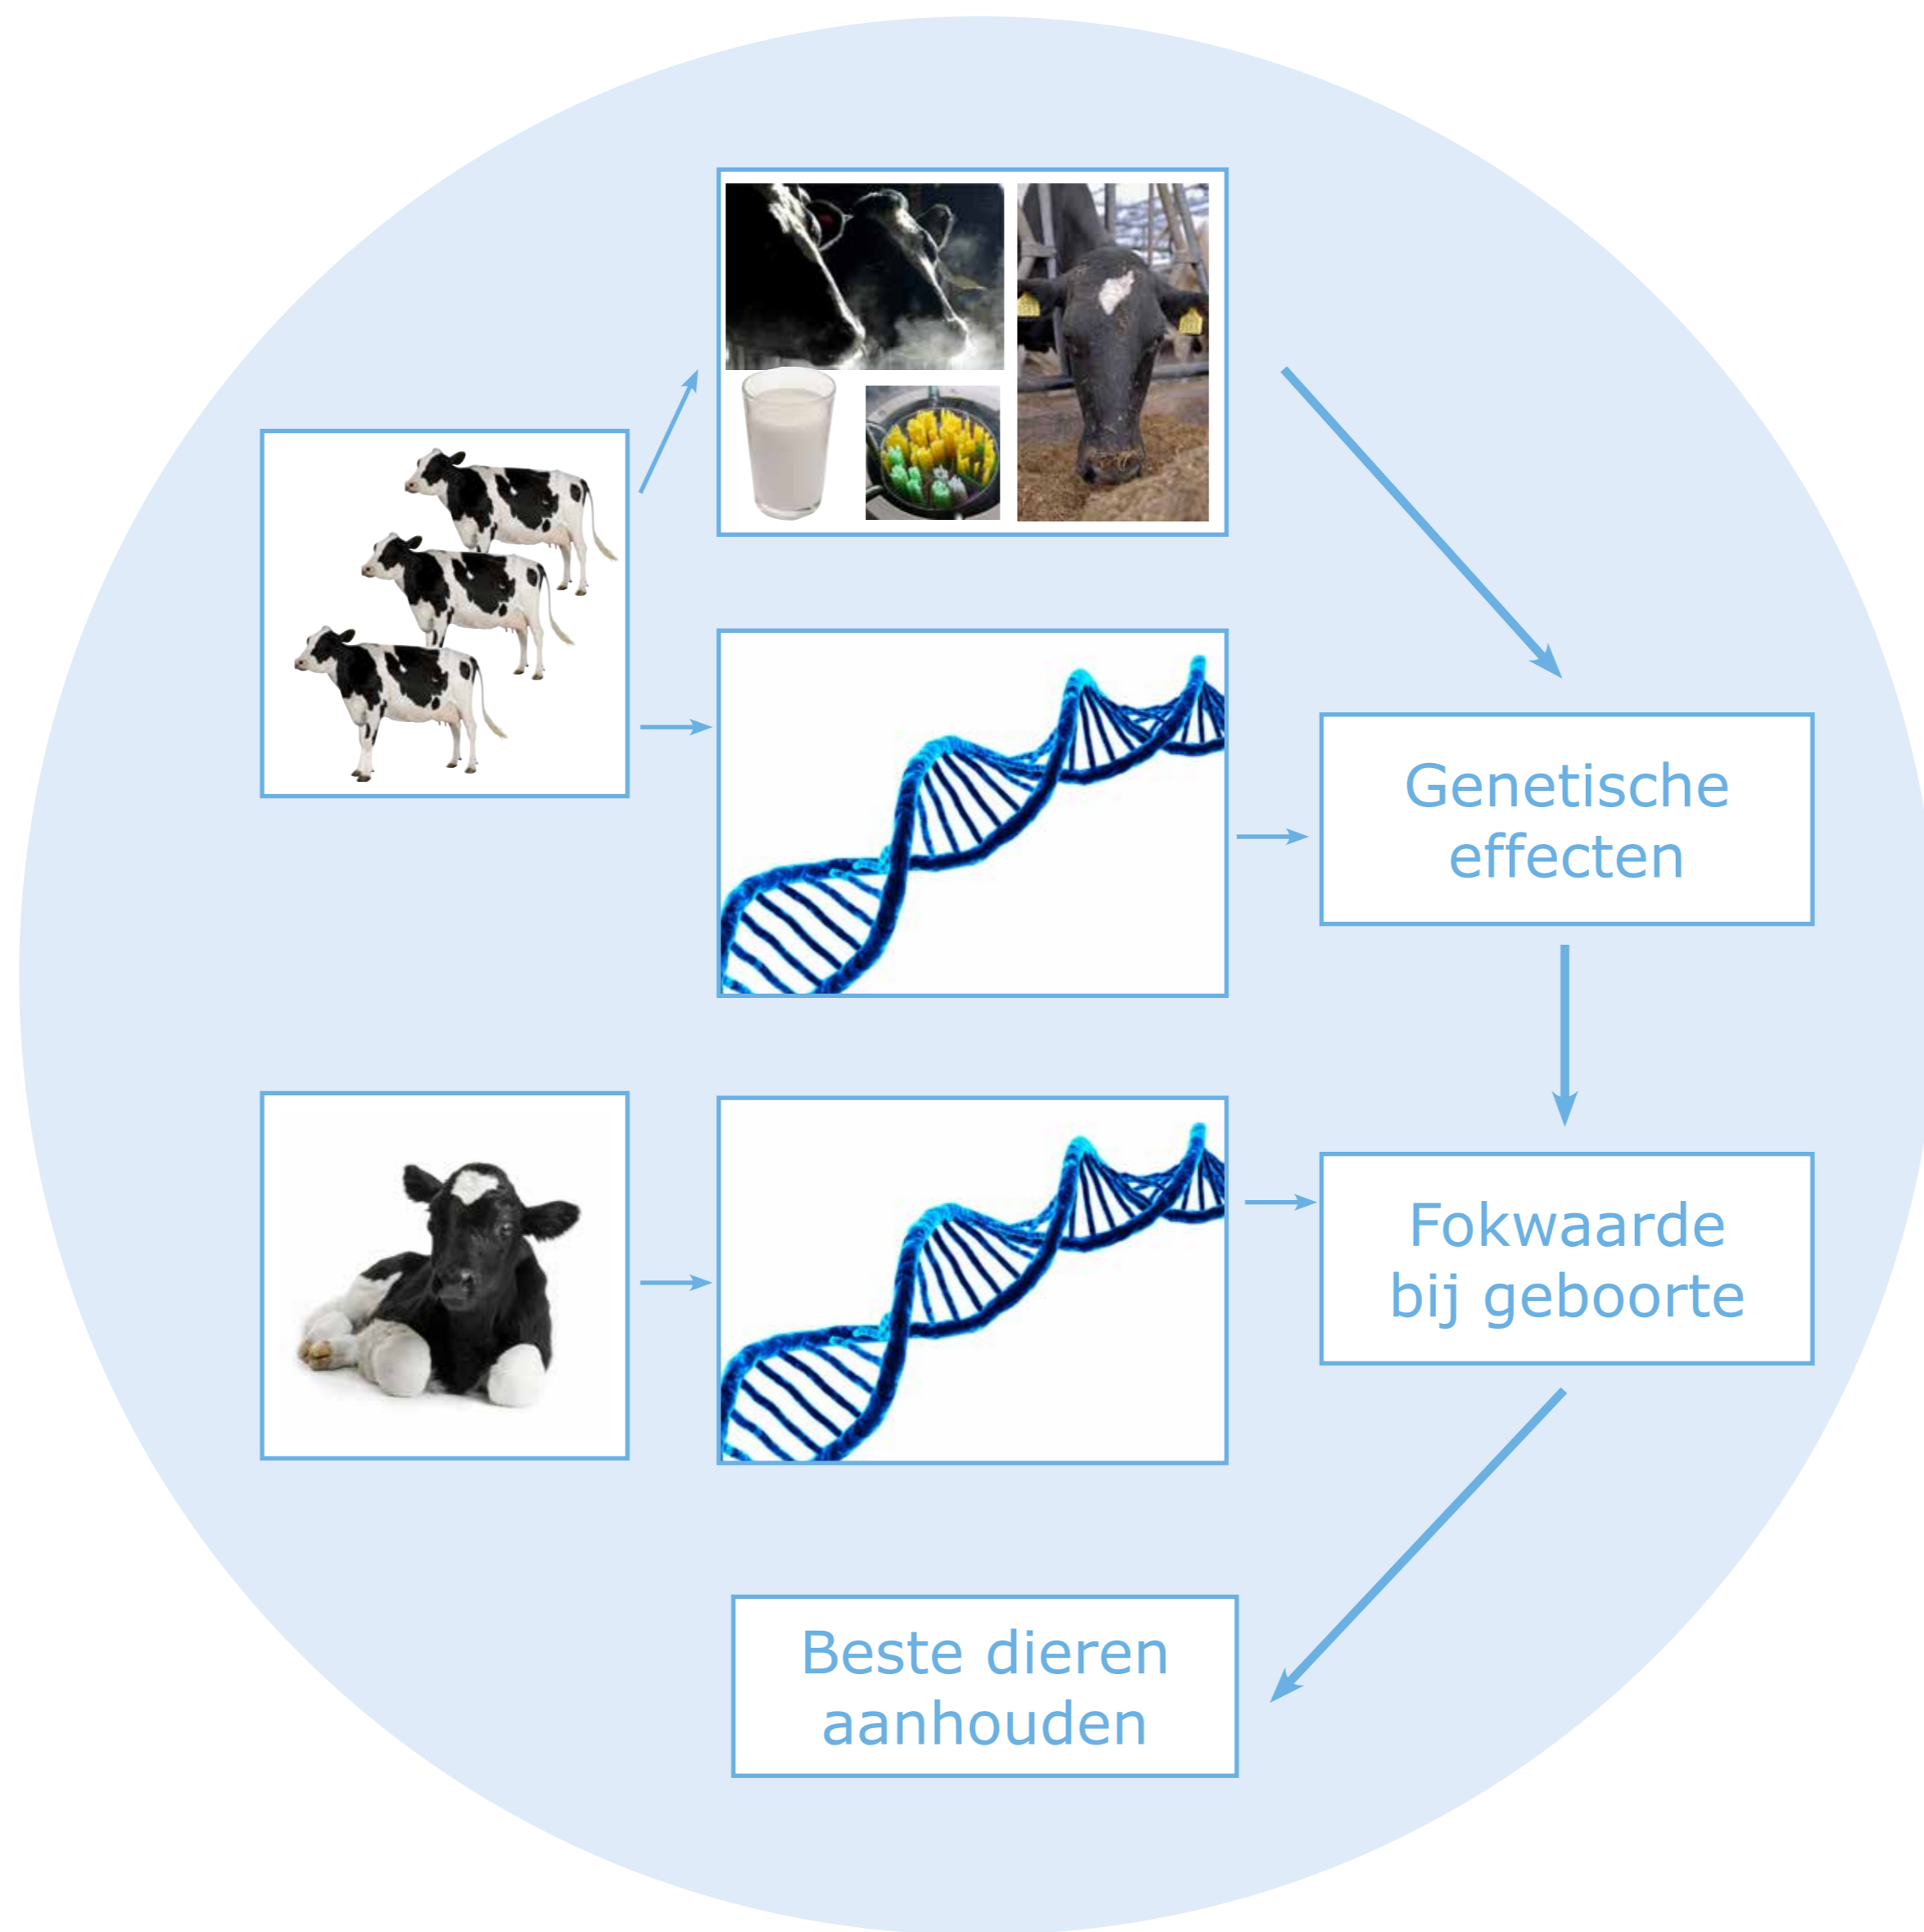 Genetische
effecten
Fokwaarde
bij geboorte
Beste dieren
aanhouden